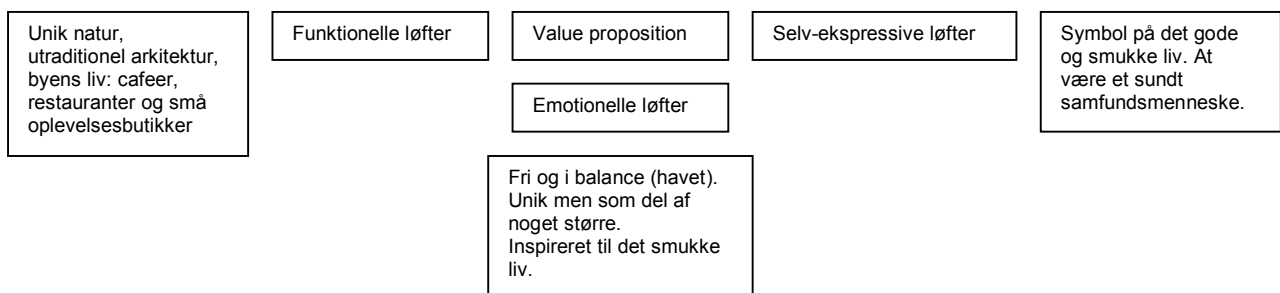 Unik natur,
utraditionel arkitektur,
byens liv: cafeer,
restauranter og små
oplevelsesbutikker
Funktionelle løfter
Value proposition
Selv-ekspressive løfter
Symbol på det gode
og smukke liv. At
være et sundt
samfundsmenneske.
Emotionelle løfter
Fri og i balance (havet).
Unik men som del af
noget større.
Inspireret til det smukke
liv.